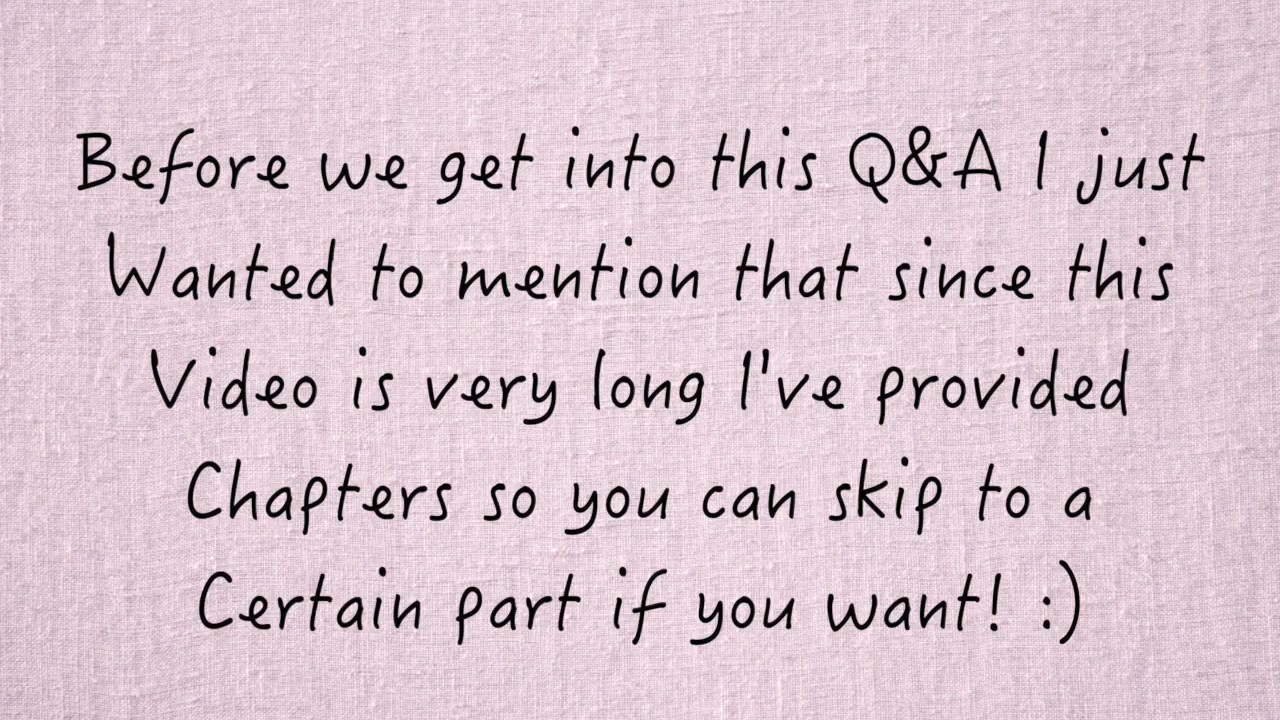 Before we get into this Q&A I just
Wanted to mention that since this
Video is very long I've provided
Chapters so you can skip to a
Certain part if you want! :)